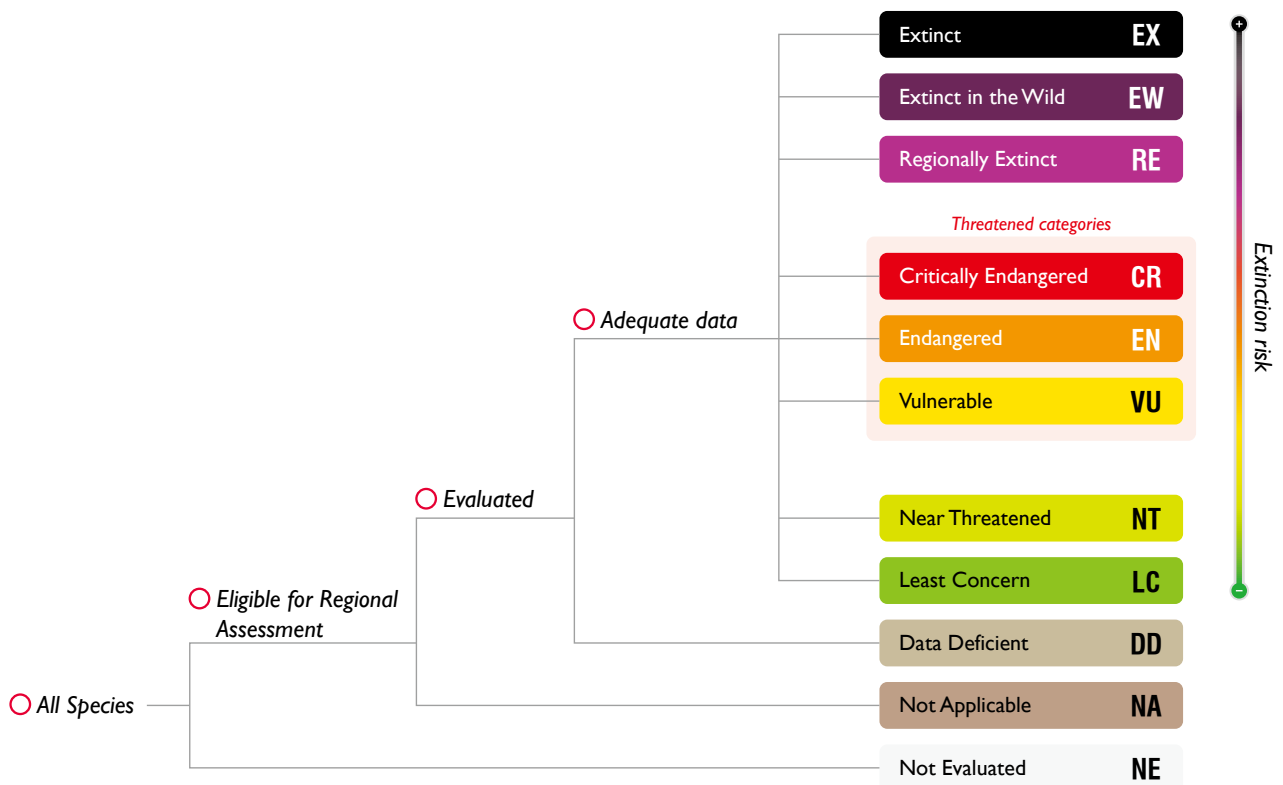 Extinct EX
Extinct in the Wild EW
Regionally Extinct RE
Threatened categories
Critically Endangered CR
Adequate data
Endangered EN
Vulnerable VU
Extinction risk
Evaluated
Near Threatened NT
Least Concern LC
Eligible for Regional
Assessment
Data Deficient DD
All Species
Not Applicable NA
Not Evaluated NE